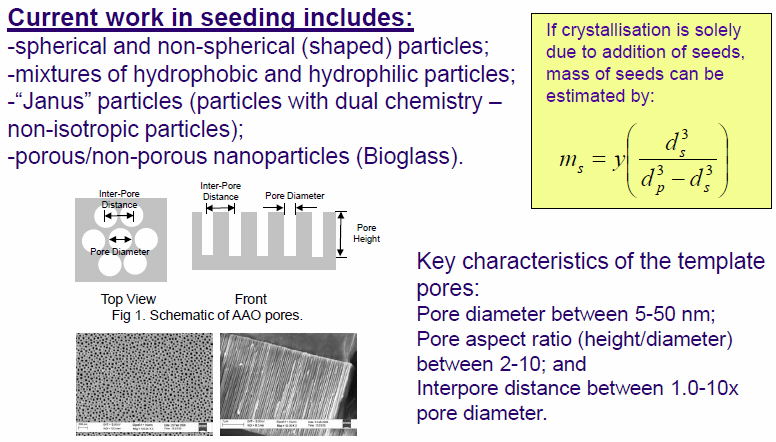 Current work in seeding includes:
-spherical and non-spherical (shaped) particles;
-mixtures of hydrophobic and hydrophilic particles;
-“Janus” particles (particles with dual chemistry –
non-isotropic particles);
-porous/non-porous nanoparticles (Bioglass).
If crystallisation is solely
due to addition of seeds,
mass of seeds can be
estimated by:
m_s = y(d_s^3 / (d_p^3 − d_s^3))
Inter-Pore
Distance
Pore Diameter
Inter-Pore
Distance
Pore Diameter
Pore
Height
Top View Front
Fig 1. Schematic of AAO pores.
Key characteristics of the template
pores:
Pore diameter between 5-50 nm;
Pore aspect ratio (height/diameter)
between 2-10; and
Interpore distance between 1.0-10x
pore diameter.